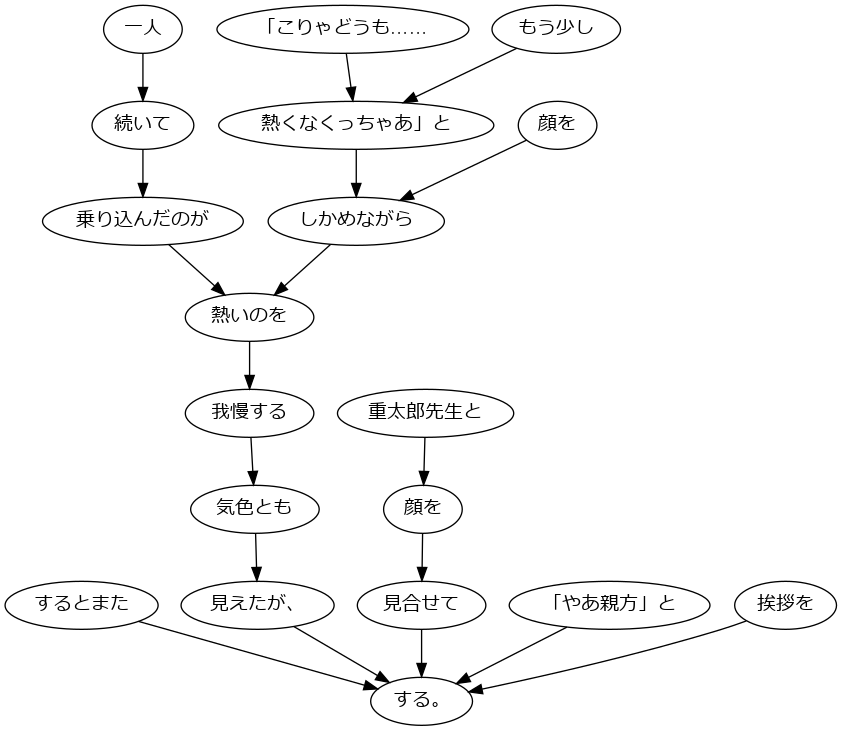 一人
「こりゃどうも……
もう少し
続いて
熱くなくっちゃあ」と
顔を
乗り込んだのが
しかめながら
熱いのを
我慢する
重太郎先生と
気色とも
顔を
するとまた
見えたが、
見合せて
「やあ親方」と
挨拶を
する。